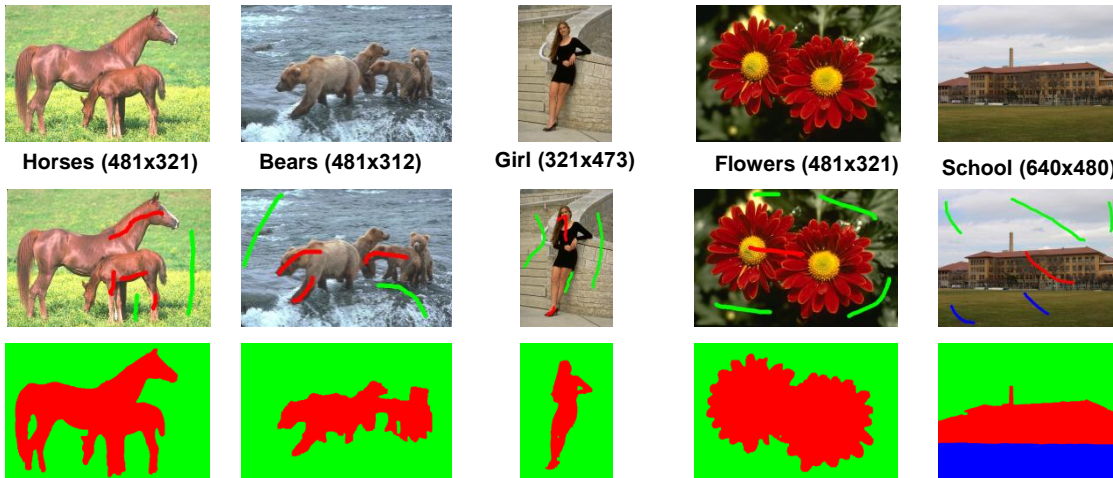 Horses (481x321)
Bears (481x312)
Girl (321x473)
Flowers (481x321)
School (640x480)